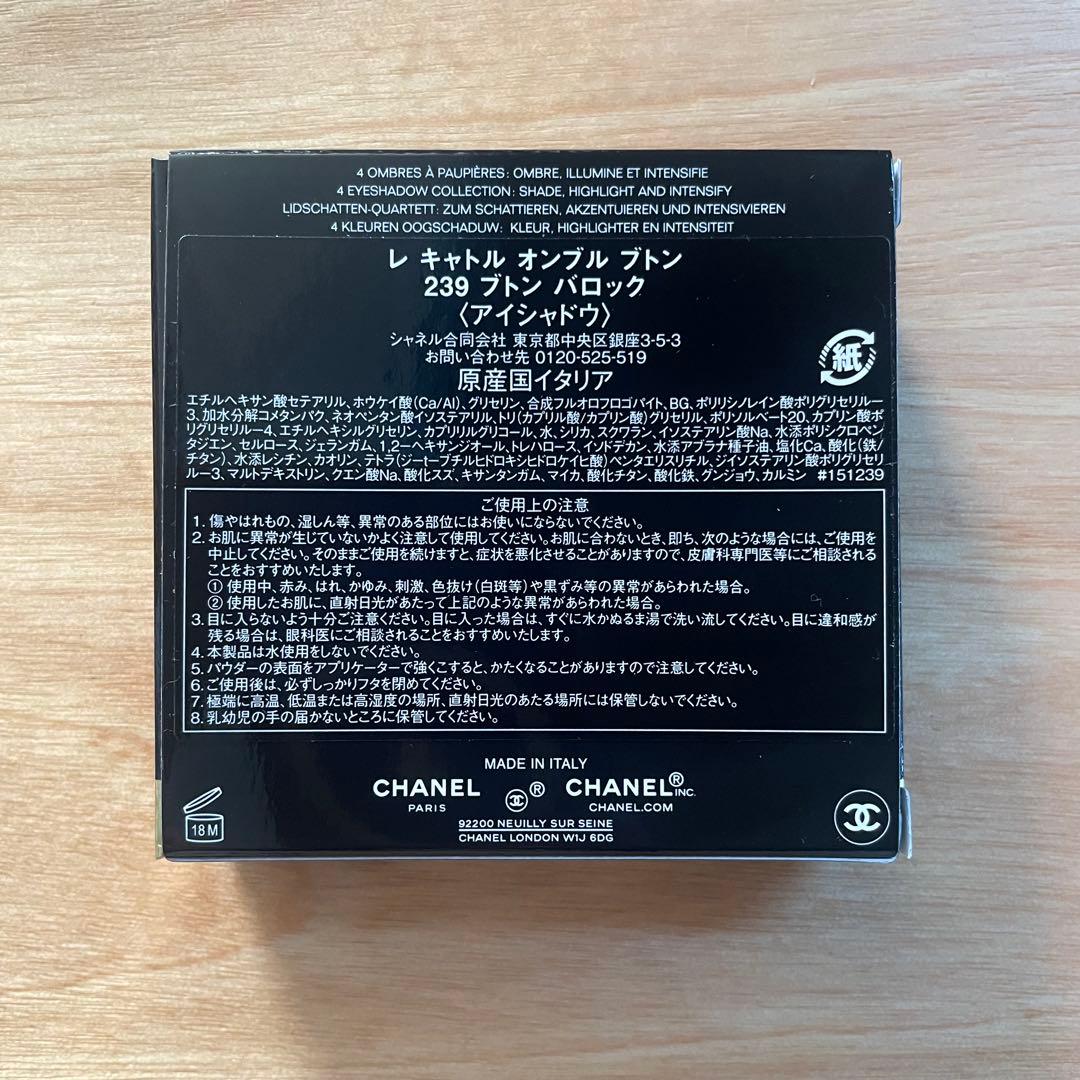 4 OMBRES À PAUPIÈRES: OMBRE, ILLUMINE ET INTENSIFIE
4 EYESHADOW COLLECTION: SHADE, HIGHLIGHT AND INTENSIFY
LIDSCHATTEN-QUARTETT: ZUM SCHATTIEREN, AKZENTUIEREN UND INTENSIVIEREN
4 KLEUREN OOGSCHADUW: KLEUR, HIGHLIGHTER EN INTENSITEIT
レ キャトル オンブル ブトン
239 ブトン バロック
〈アイシャドウ〉
シャネル合同会社 東京都中央区銀座3-5-3
お問い合わせ先 0120-525-519
原産国イタリア
紙
エチルヘキサン酸セテアリル、ホウケイ酸(Ca/Al)、グリセリン、合成フルオロフロゴパイト、BG、ポリリシノレイン酸ポリグリセリル－
3、加水分解コメタンパク、ネオペンタン酸イソステアリル、トリ(カプリル酸/カプリン酸)グリセリル、ポリソルベート20、カプリン酸ポ
リグリセリル－4、エチルヘキシルグリセリン、カプリリルグリコール、水、シリカ、スクワラン、イソステアリン酸Na、水添ポリシクロペン
タジエン、セルロース、ジェランガム、1,2－ヘキサンジオール、トレハロース、イソドデカン、水添アブラナ種子油、塩化Ca、酸化(鉄/
チタン)、水添レシチン、カオリン、テトラ(ジ－t－ブチルヒドロキシヒドロケイヒ酸)ペンタエリスリチル、ジイソステアリン酸ポリグリセリ
ル－3、マルトデキストリン、クエン酸Na、酸化スズ、キサンタンガム、マイカ、酸化チタン、酸化鉄、グンジョウ、カルミン #151239
ご使用上の注意
1. 傷やはれもの、湿しん等、異常のある部位にはお使いにならないでください。
2. お肌に異常が生じていないかよく注意して使用してください。お肌に合わないとき、即ち、次のような場合には、ご使用を
中止してください。そのままご使用を続けますと、症状を悪化させることがありますので、皮膚科専門医等にご相談される
ことをおすすめいたします。
① 使用中、赤み、はれ、かゆみ、刺激、色抜け(白斑等)や黒ずみ等の異常があらわれた場合。
② 使用したお肌に、直射日光があたって上記のような異常があらわれた場合。
3. 目に入らないよう十分ご注意ください。目に入った場合は、すぐに水かぬるま湯で洗い流してください。目に違和感が
残る場合は、眼科医にご相談されることをおすすめいたします。
4. 本製品は水使用をしないでください。
5. パウダーの表面をアプリケーターで強くこすると、かたくなることがありますので注意してください。
6. ご使用後は、必ずしっかりフタを閉めてください。
7. 極端に高温、低温または高湿度の場所、直射日光のあたる場所には保管しないでください。
8. 乳幼児の手の届かないところに保管してください。
MADE IN ITALY
CHANEL ® CHANEL® INC.
PARIS CHANEL.COM
92200 NEUILLY SUR SEINE
CHANEL LONDON W1J 6DG
18 M